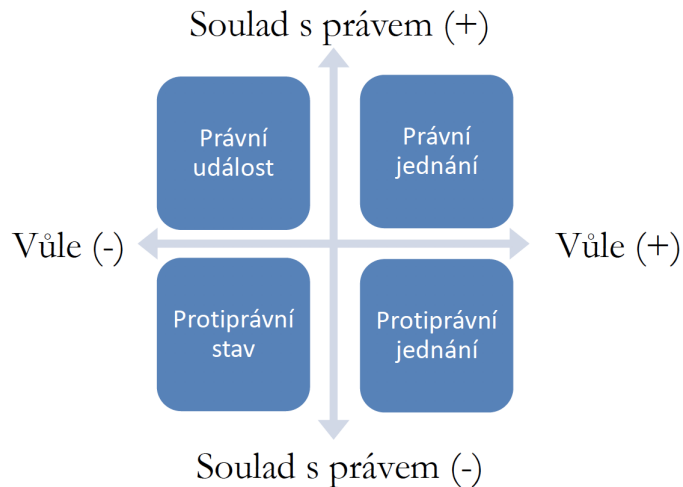 Soulad s právem (+)
Právní
událost
Právní
jednání
Vůle (-)
Vůle (+)
Protiprávní
stav
Protiprávní
jednání
Soulad s právem (-)